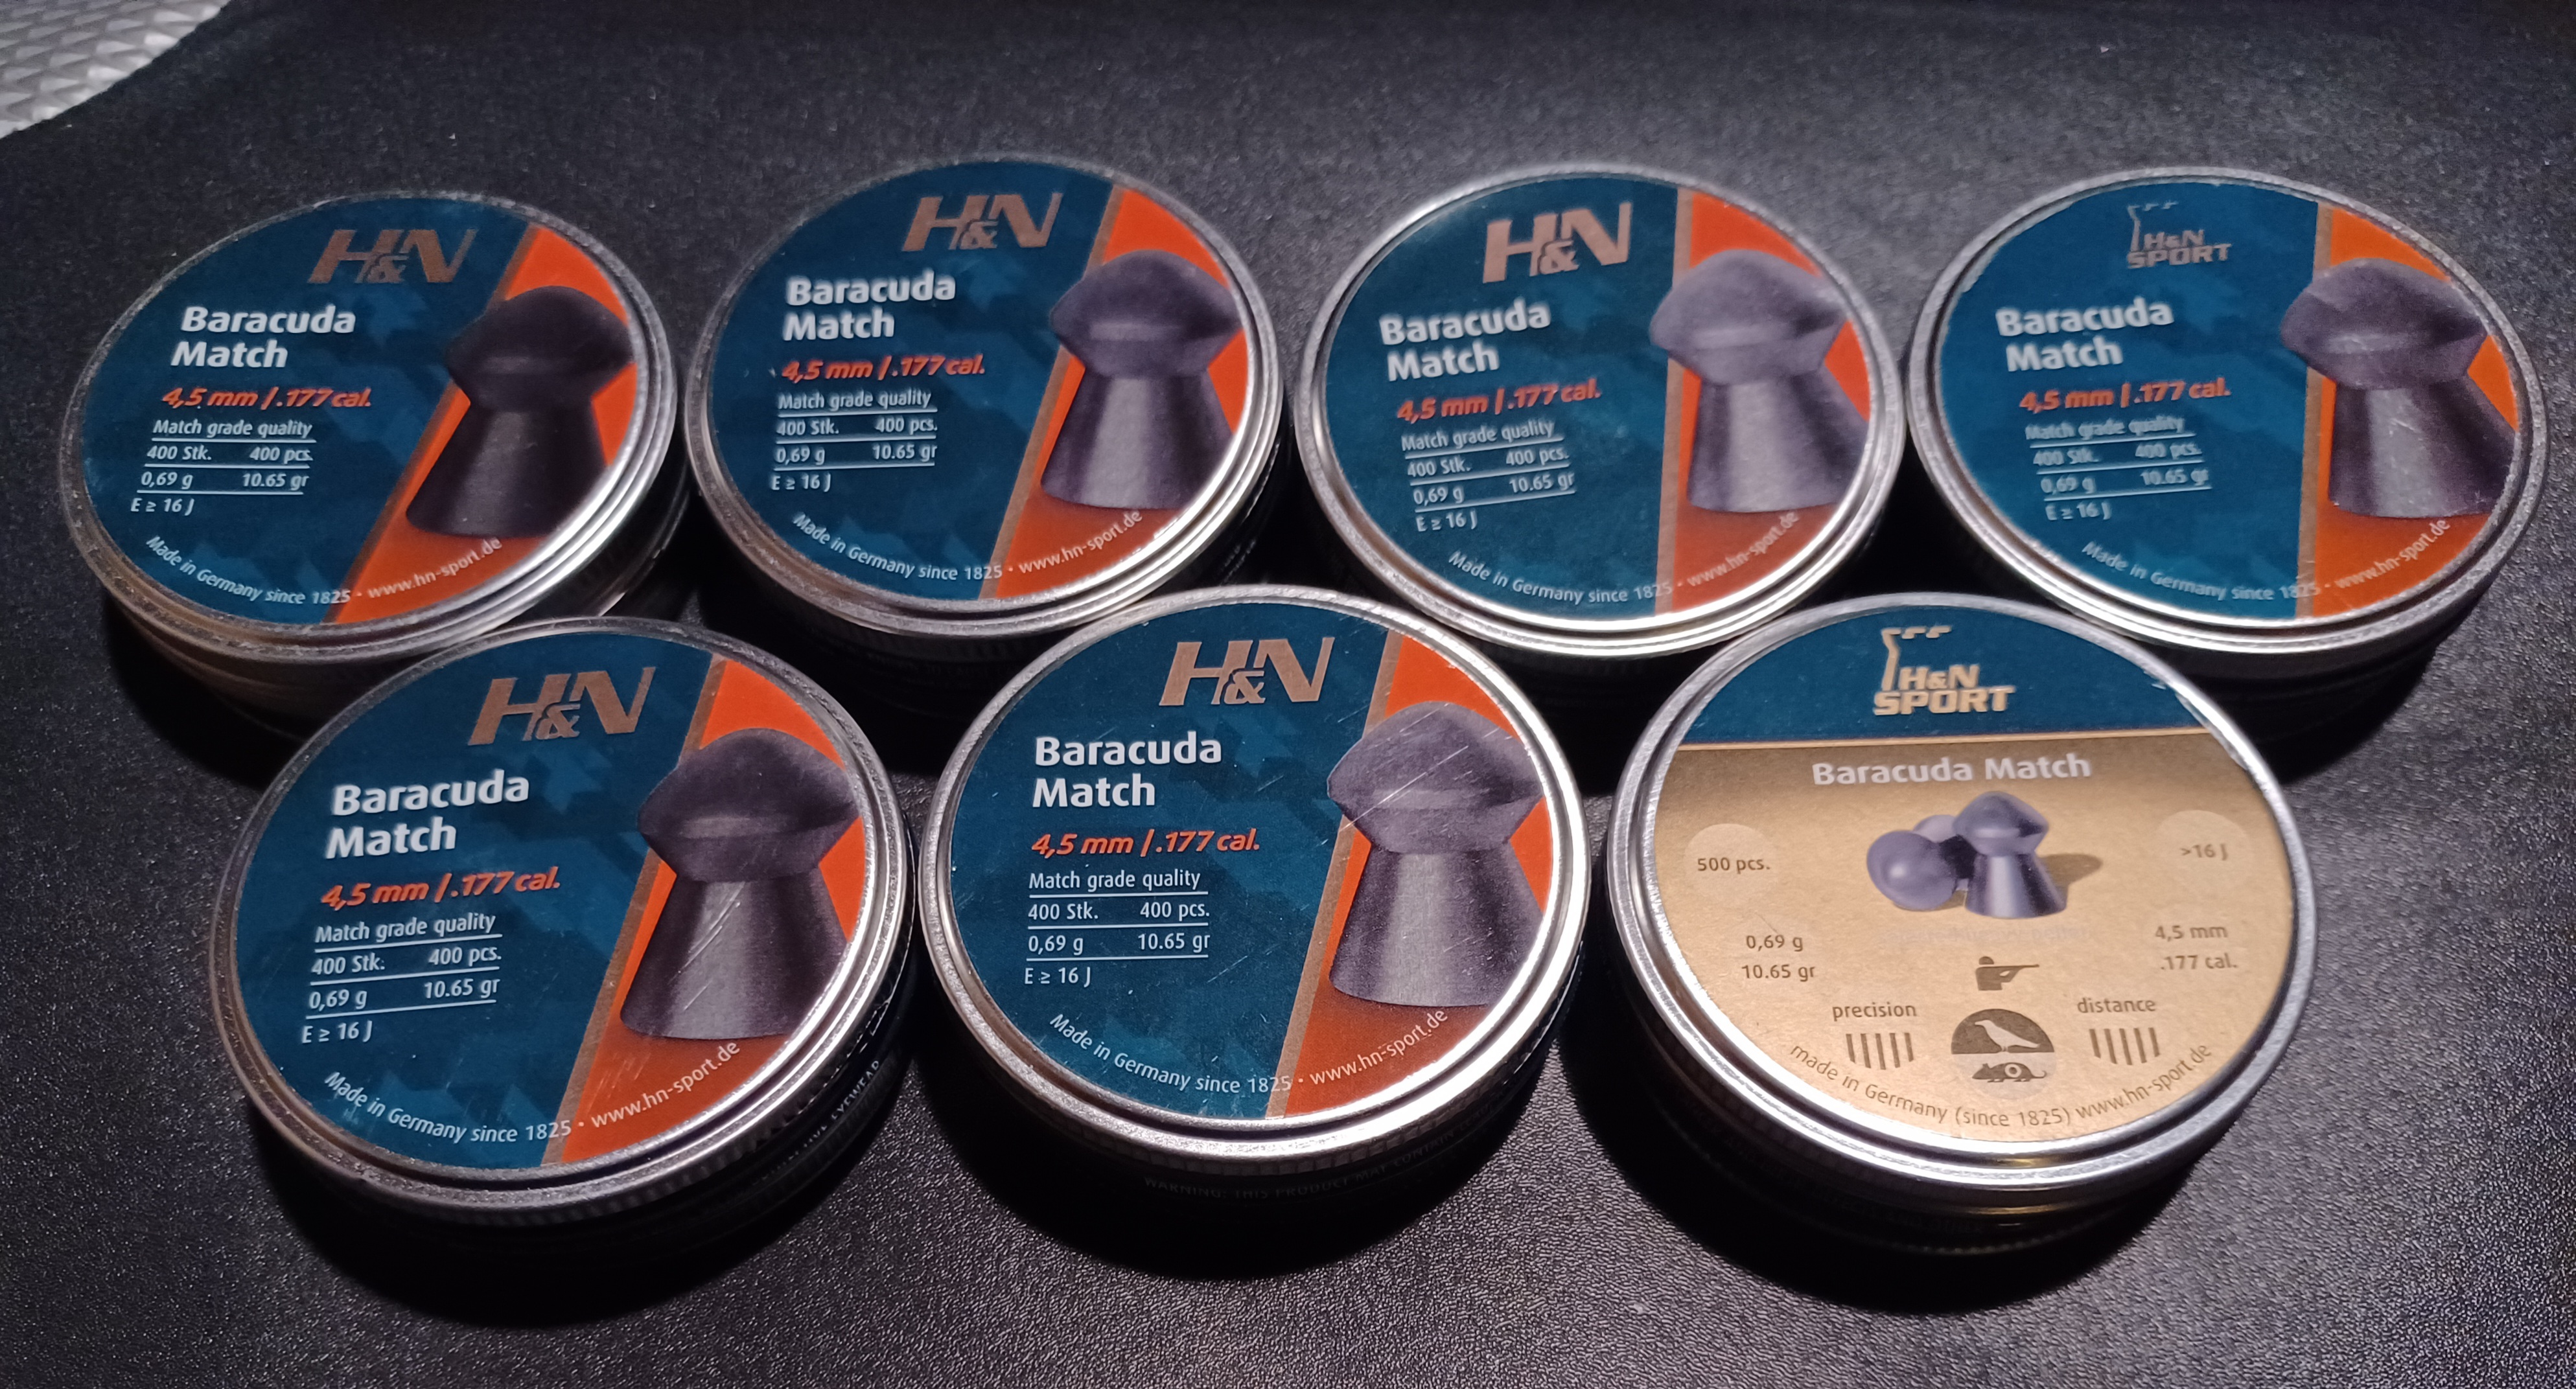 H&N
Baracuda
Match
4,5 mm / .177 cal.
Match grade quality
400 Stk. 400 pcs.
0,69 g 10.65 gr
E ≥ 16 J
Made in Germany since 1825 • www.hn-sport.de
H&N
Baracuda
Match
4,5 mm / .177 cal.
Match grade quality
400 Stk. 400 pcs.
0,69 g 10.65 gr
E ≥ 16 J
Made in Germany since 1825 • www.hn-sport.de
H&N
Baracuda
Match
4,5 mm / .177 cal.
Match grade quality
400 Stk. 400 pcs.
0,69 g 10.65 gr
E ≥ 16 J
Made in Germany since 1825 • www.hn-sport.de
H&N
SPORT
Baracuda
Match
4,5 mm / .177 cal.
Match grade quality
400 Stk. 400 pcs.
0,69 g 10.65 gr
E ≥ 16 J
Made in Germany since 1825 • www.hn-sport.de
H&N
Baracuda
Match
4,5 mm / .177 cal.
Match grade quality
400 Stk. 400 pcs.
0,69 g 10.65 gr
E ≥ 16 J
Made in Germany since 1825 • www.hn-sport.de
EYEWEAR
H&N
Baracuda
Match
4,5 mm / .177 cal.
Match grade quality
400 Stk. 400 pcs.
0,69 g 10.65 gr
E ≥ 16 J
Made in Germany since 1825 • www.hn-sport.de
WARNING: THIS PRODUCT MAY CONTAIN
H&N
SPORT
Baracuda Match
500 pcs. >16 J
0,69 g 4,5 mm
10.65 gr .177 cal.
precision distance
made in Germany (since 1825) www.hn-sport.de